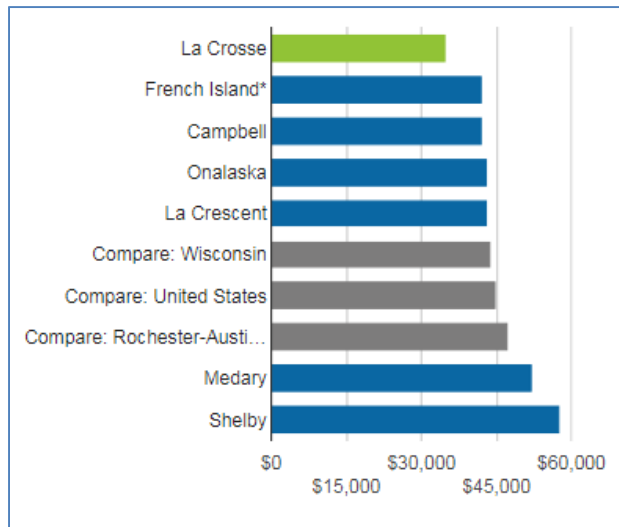 La Crosse
French Island*
Campbell
Onalaska
La Crescent
Compare: Wisconsin
Compare: United States
Compare: Rochester-Austi...
Medary
Shelby
$0 $30,000 $60,000
$15,000 $45,000